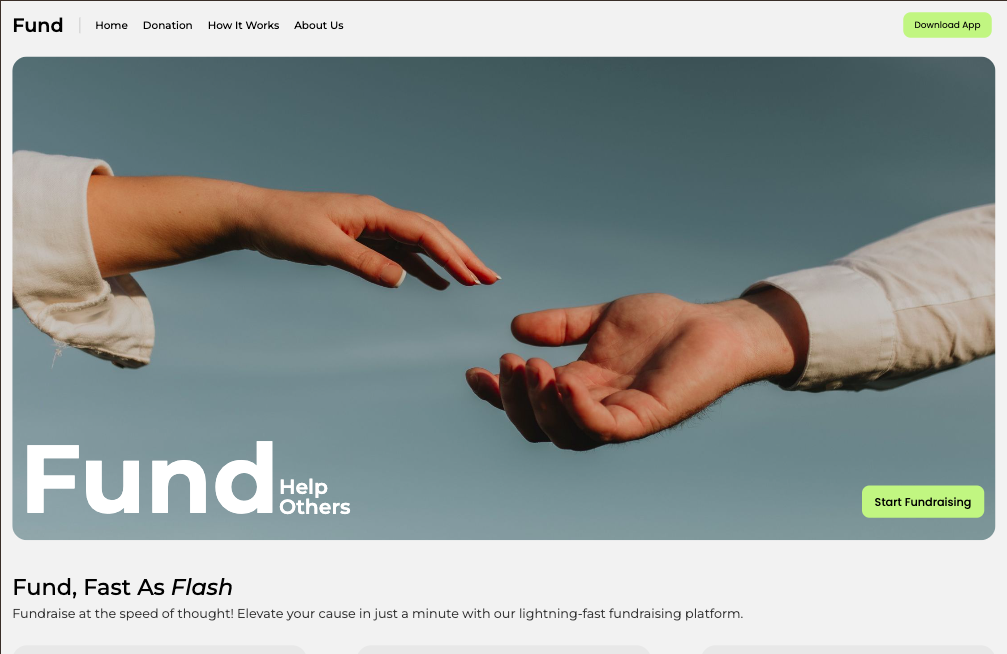 Fund
Home Donation How It Works About Us
Download App
Fund
Help
Others
Start Fundraising
Fund, Fast As Flash
Fundraise at the speed of thought! Elevate your cause in just a minute with our lightning-fast fundraising platform.